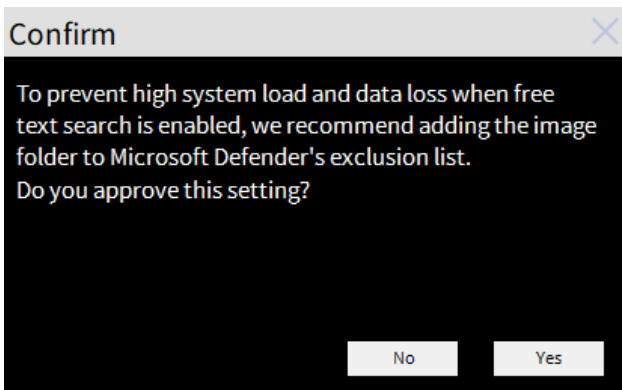 Confirm
To prevent high system load and data loss when free
text search is enabled, we recommend adding the image
folder to Microsoft Defender's exclusion list.
Do you approve this setting?
No
Yes